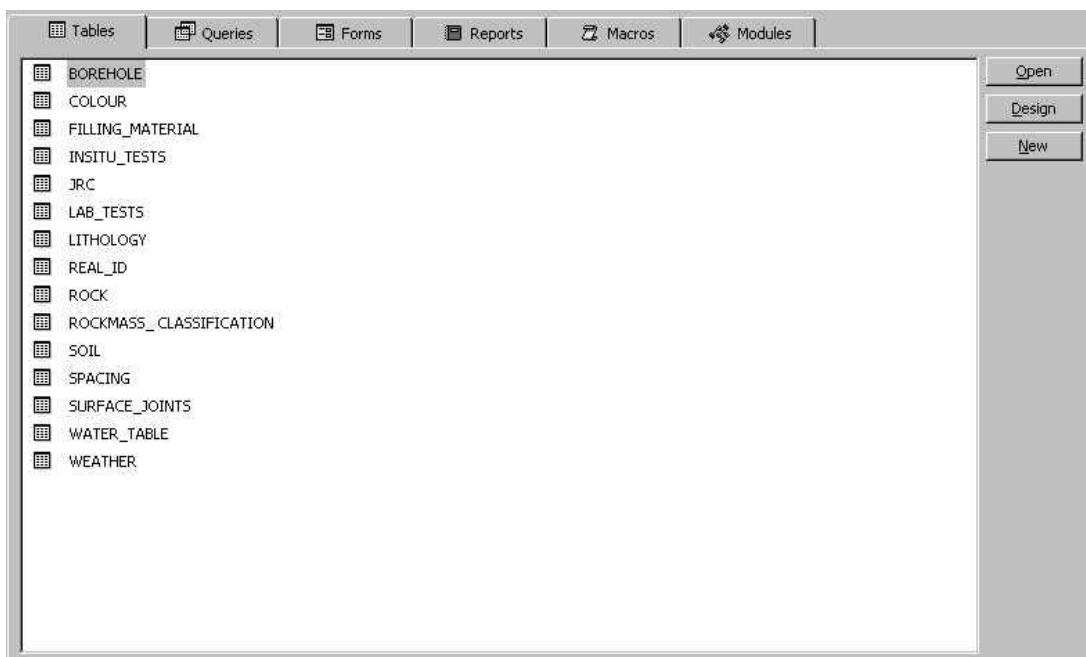 Tables Queries Forms Reports Macros Modules
BOREHOLE
COLOUR
FILLING_MATERIAL
INSITU_TESTS
JRC
LAB_TESTS
LITHOLOGY
REAL_ID
ROCK
ROCKMASS_ CLASSIFICATION
SOIL
SPACING
SURFACE_JOINTS
WATER_TABLE
WEATHER
Open
Design
New